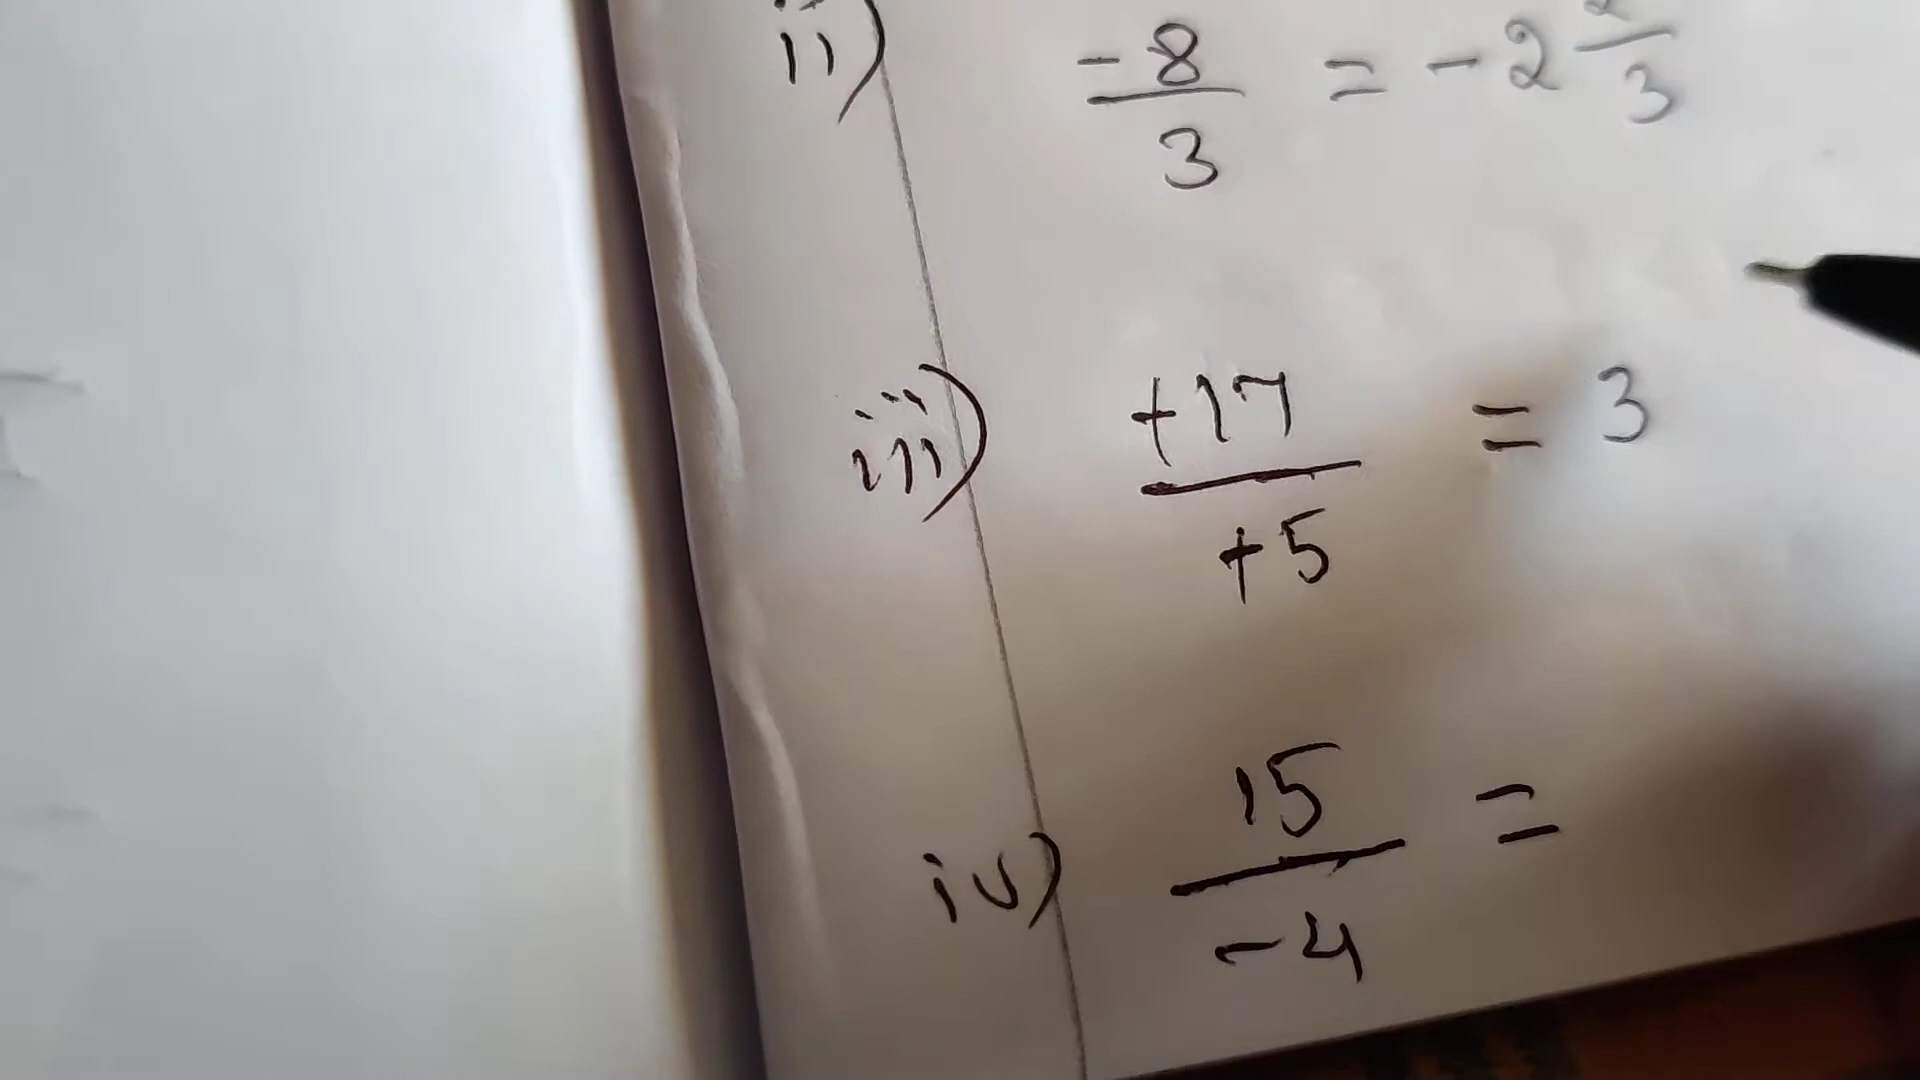 ii) -8/3 = -2 2/3
iii) +17/+5 = 3
iv) 15/-4 =